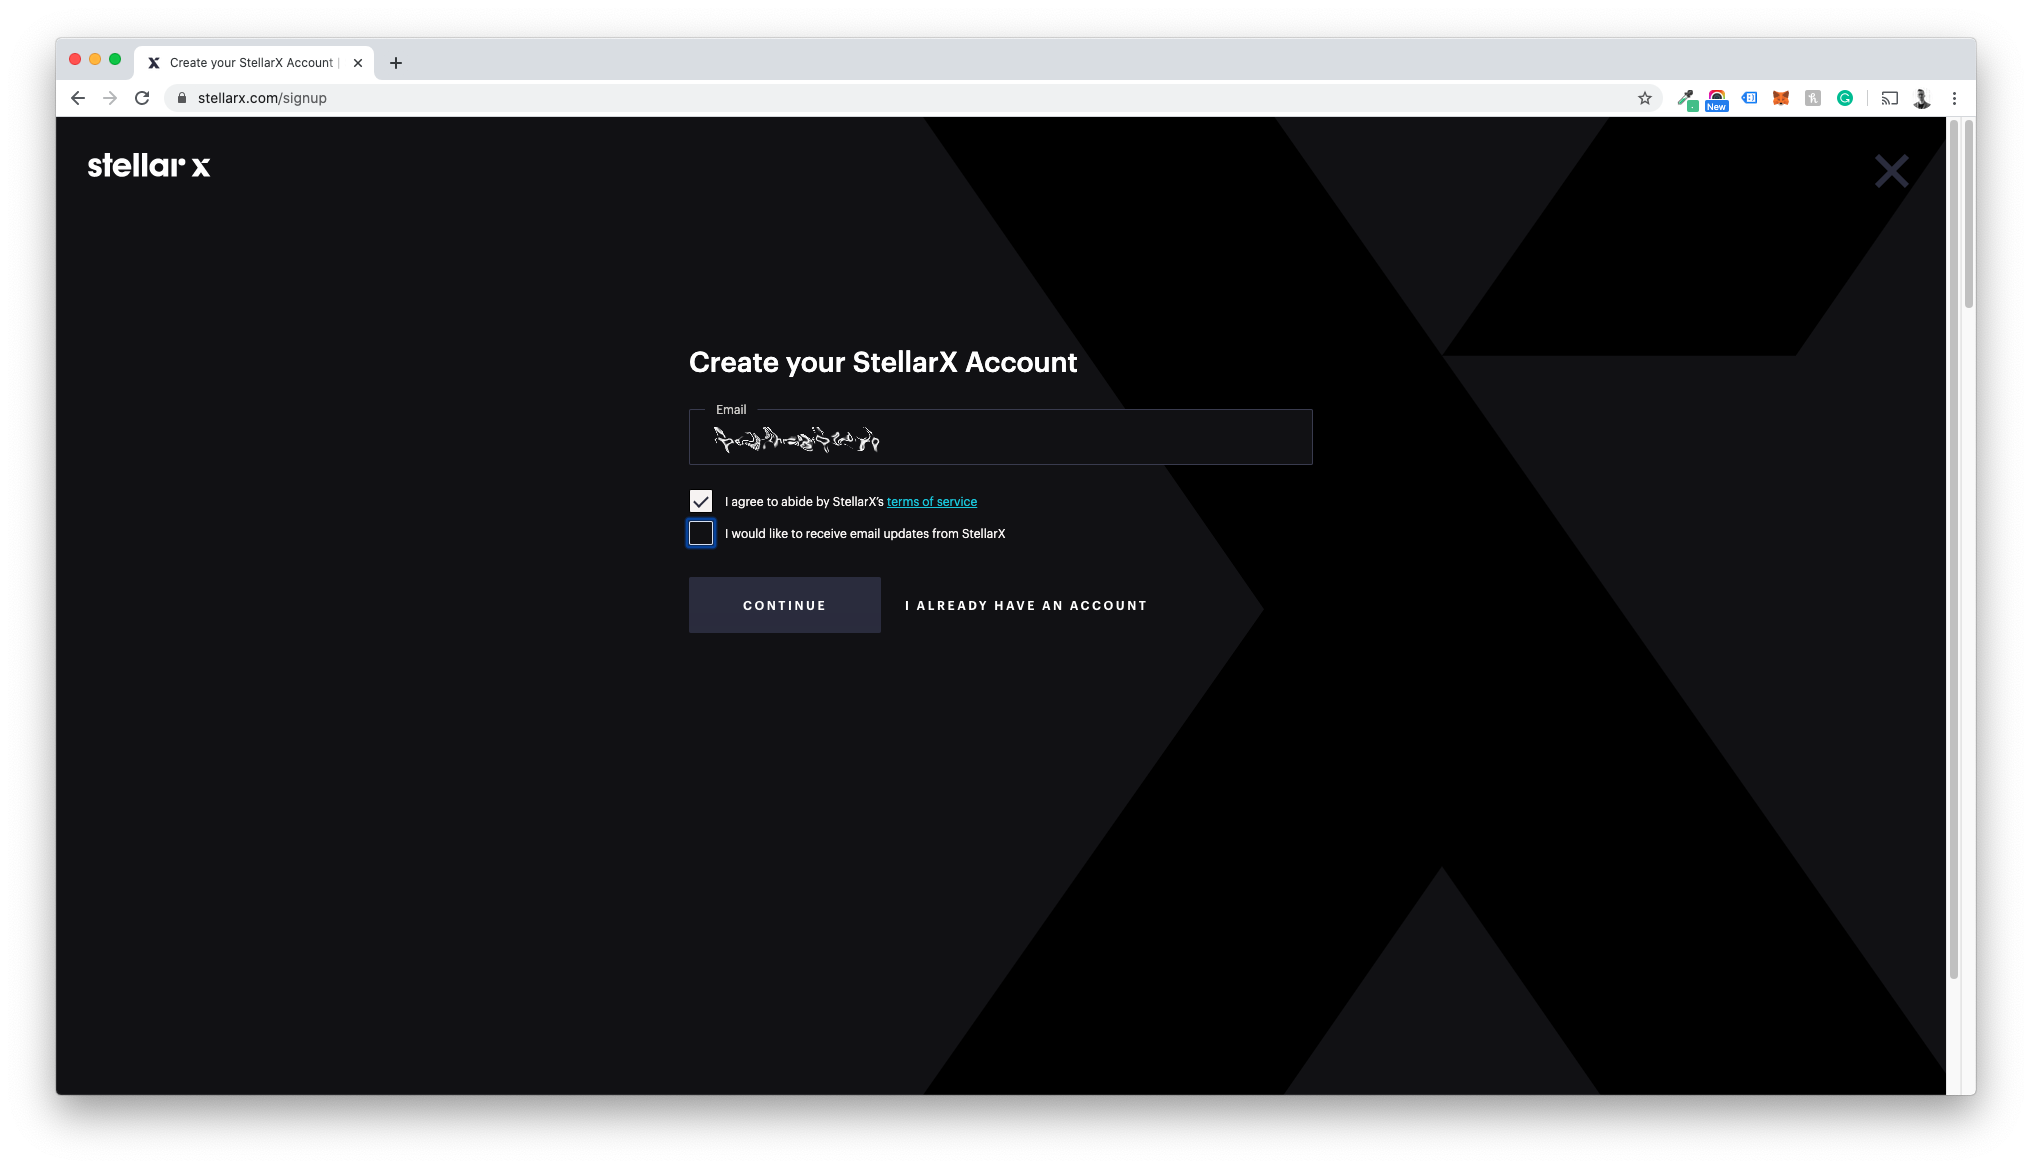 Create your StellarX Account |
stellarx.com/signup
New
stellar x
Create your StellarX Account
Email
I agree to abide by StellarX's terms of service
I would like to receive email updates from StellarX
CONTINUE
I ALREADY HAVE AN ACCOUNT